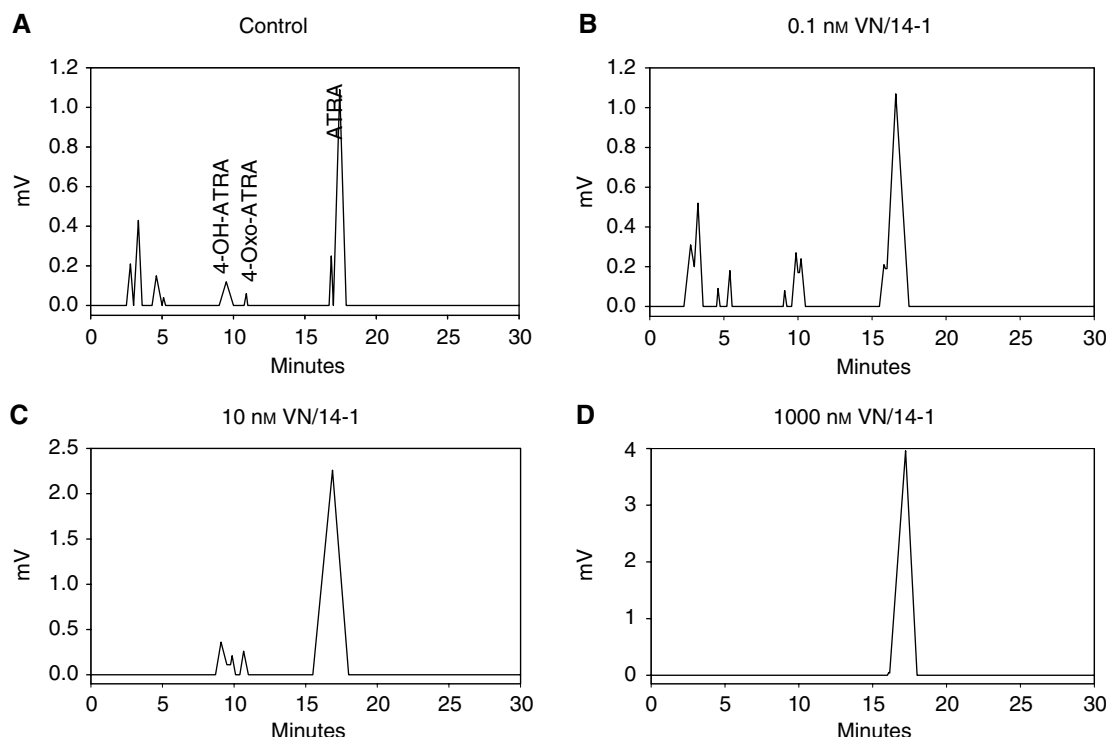 A
Control
1.2
1.0
0.8
0.6
0.4
0.2
0.0
mV
4-OH-ATRA
4-Oxo-ATRA
ATRA
0 5 10 15 20 25 30
Minutes
B
0.1 nM VN/14-1
1.2
1.0
0.8
0.6
0.4
0.2
0.0
mV
0 5 10 15 20 25 30
Minutes
C
10 nM VN/14-1
2.5
2.0
1.5
1.0
0.5
0.0
mV
0 5 10 15 20 25 30
Minutes
D
1000 nM VN/14-1
4
3
2
1
0
mV
0 5 10 15 20 25 30
Minutes